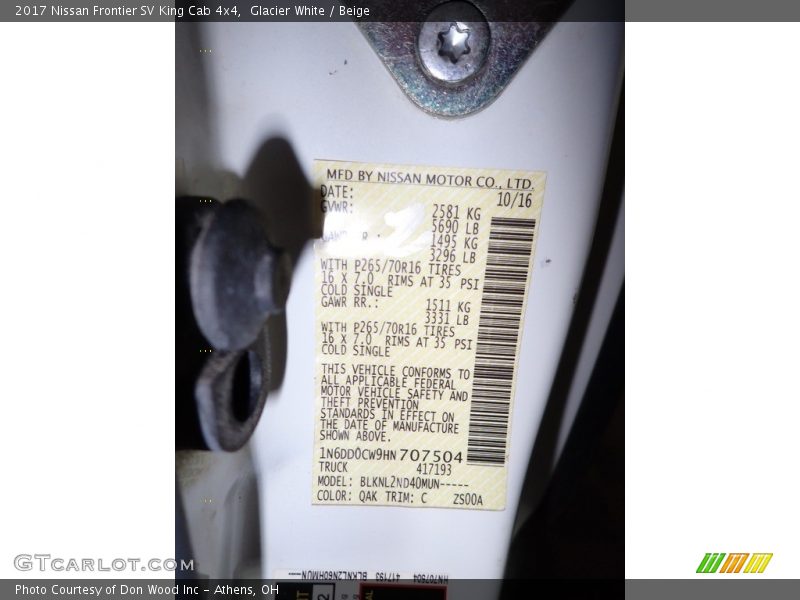 2017 Nissan Frontier SV King Cab 4x4, Glacier White / Beige
MFD BY NISSAN MOTOR CO., LTD.
DATE: 10/16
GVWR: 2581 KG
5690 LB
1495 KG
3296 LB
WITH P265/70R16 TIRES
16 X 7.0 RIMS AT 35 PSI
COLD SINGLE
GAWR RR.: 1511 KG
3331 LB
WITH P265/70R16 TIRES
16 X 7.0 RIMS AT 35 PSI
COLD SINGLE
THIS VEHICLE CONFORMS TO
ALL APPLICABLE FEDERAL
MOTOR VEHICLE SAFETY AND
THEFT PREVENTION
STANDARDS IN EFFECT ON
THE DATE OF MANUFACTURE
SHOWN ABOVE.
1N6DD0CW9HN707504
TRUCK 417193
MODEL: BLKNL2ND40MUN-----
COLOR: QAK TRIM: C ZS00A
HN707504 417193 BLKNL2N60HMUN----
GTCarlot.com
Photo Courtesy of Don Wood Inc - Athens, OH